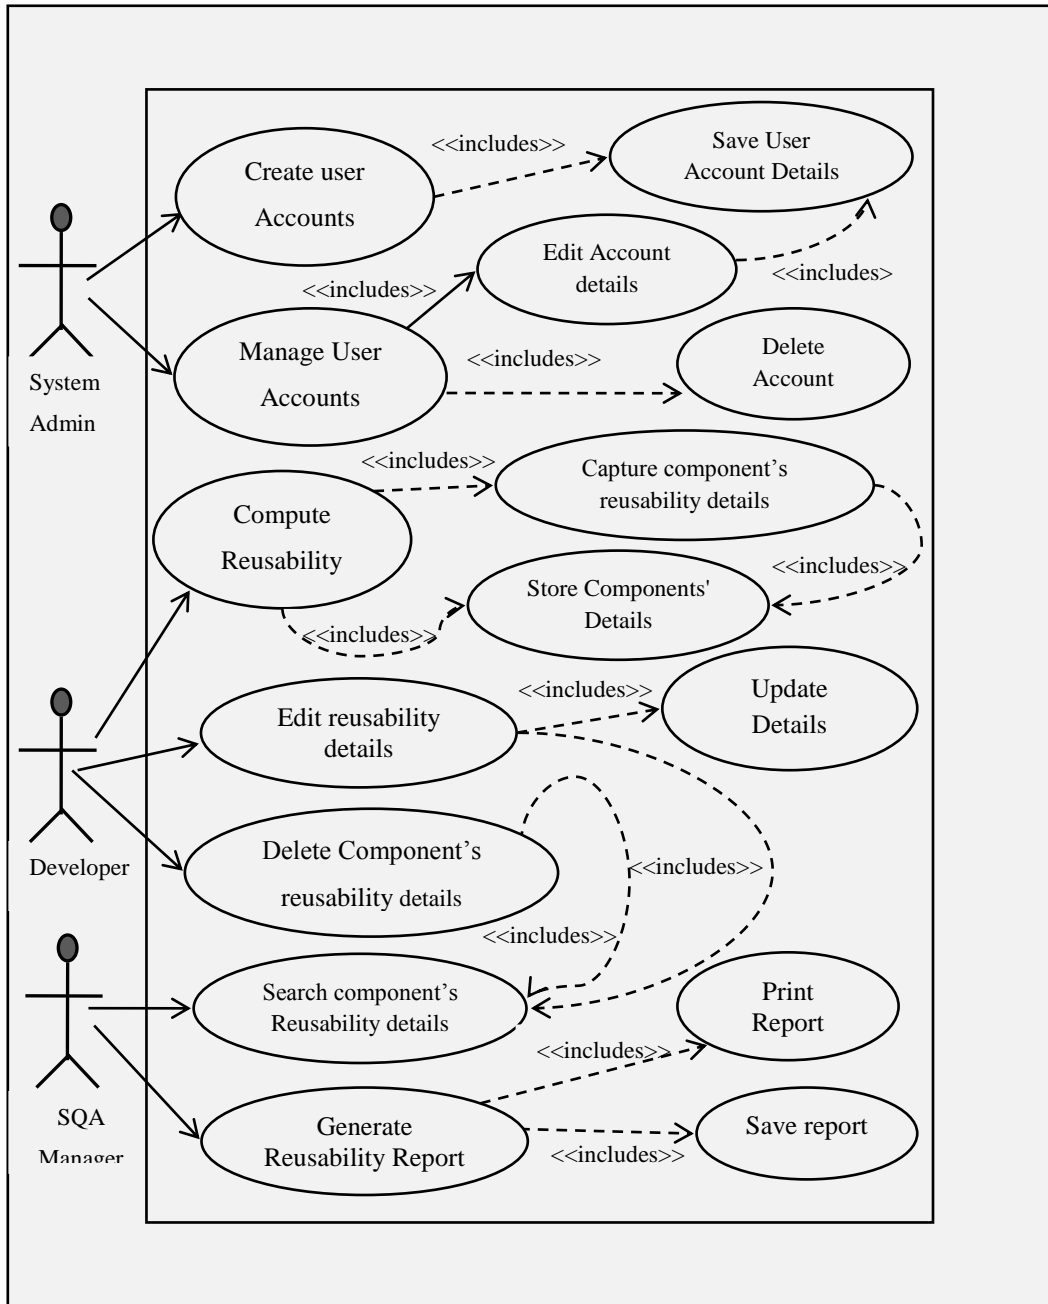 <<includes>>
Save User
Account Details
Create user
Accounts
Edit Account
details
<<includes>
<<includes>>
System
Admin
Manage User
Accounts
<<includes>>
Delete
Account
<<includes>>
Capture component's
reusability details
Compute
Reusability
<<includes>>
Store Components'
Details
<<includes>>
<<includes>>
Update
Details
Edit reusability
details
Developer
Delete Component's
reusability details
<<includes>>
<<includes>>
Search component's
Reusability details
Print
Report
<<includes>>
SQA
Manager
Generate
Reusability Report
Save report
<<includes>>